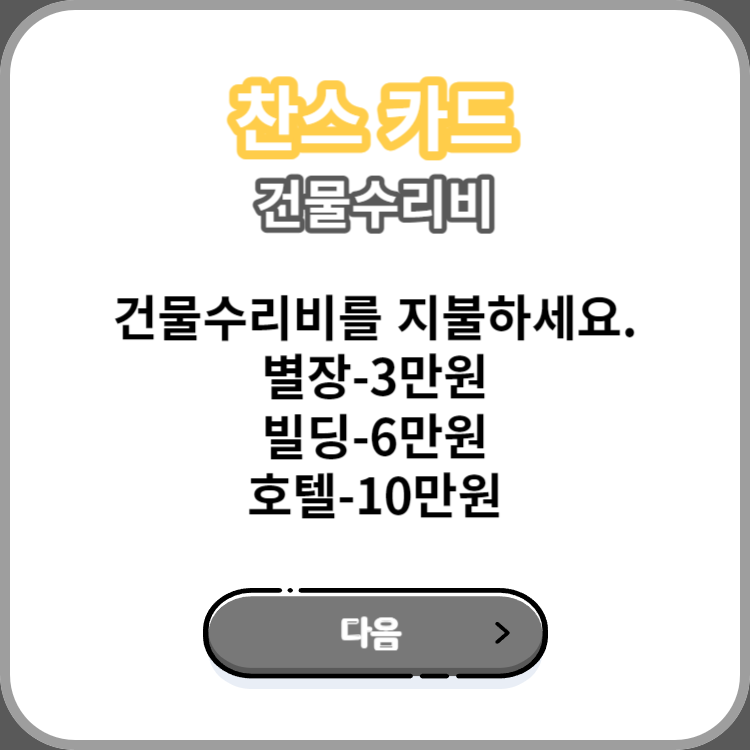 찬스 카드
건물수리비
건물수리비를 지불하세요.
별장-3만원
빌딩-6만원
호텔-10만원
다음